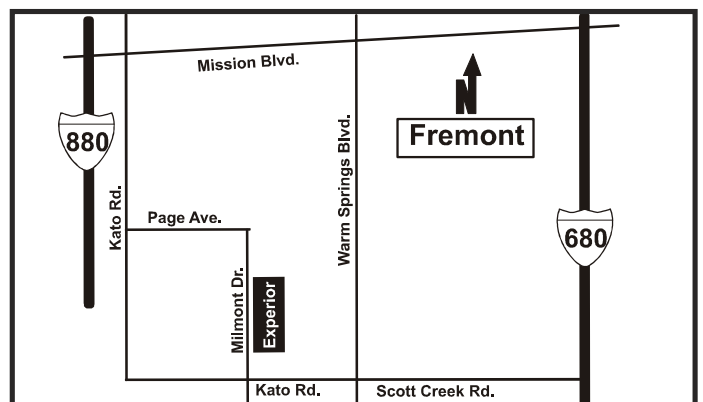 Mission Blvd.
N
Fremont
880
Kato Rd.
Page Ave.
Warm Springs Blvd.
680
Milmont Dr.
Experior
Kato Rd.
Scott Creek Rd.